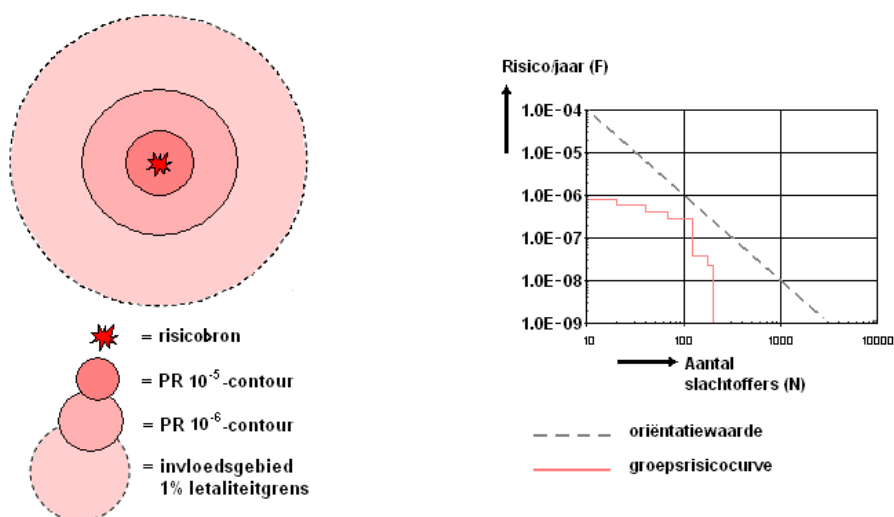 = risicobron
= PR 10⁻⁵-contour
= PR 10⁻⁶-contour
= invloedsgebied
1% letaliteitgrens
Risico/jaar (F)
1.0E-04
1.0E-05
1.0E-06
1.0E-07
1.0E-08
1.0E-09
10 100 1000 10000
Aantal
slachtoffers (N)
oriëntatiewaarde
groepsrisicocurve